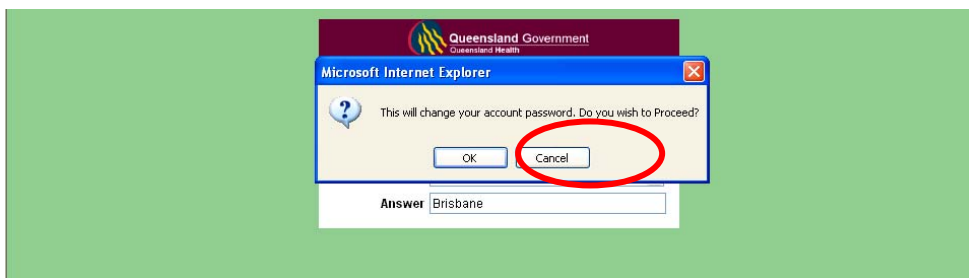 Queensland Government
Queensland Health
Microsoft Internet Explorer
This will change your account password. Do you wish to Proceed?
OK Cancel
Answer Brisbane